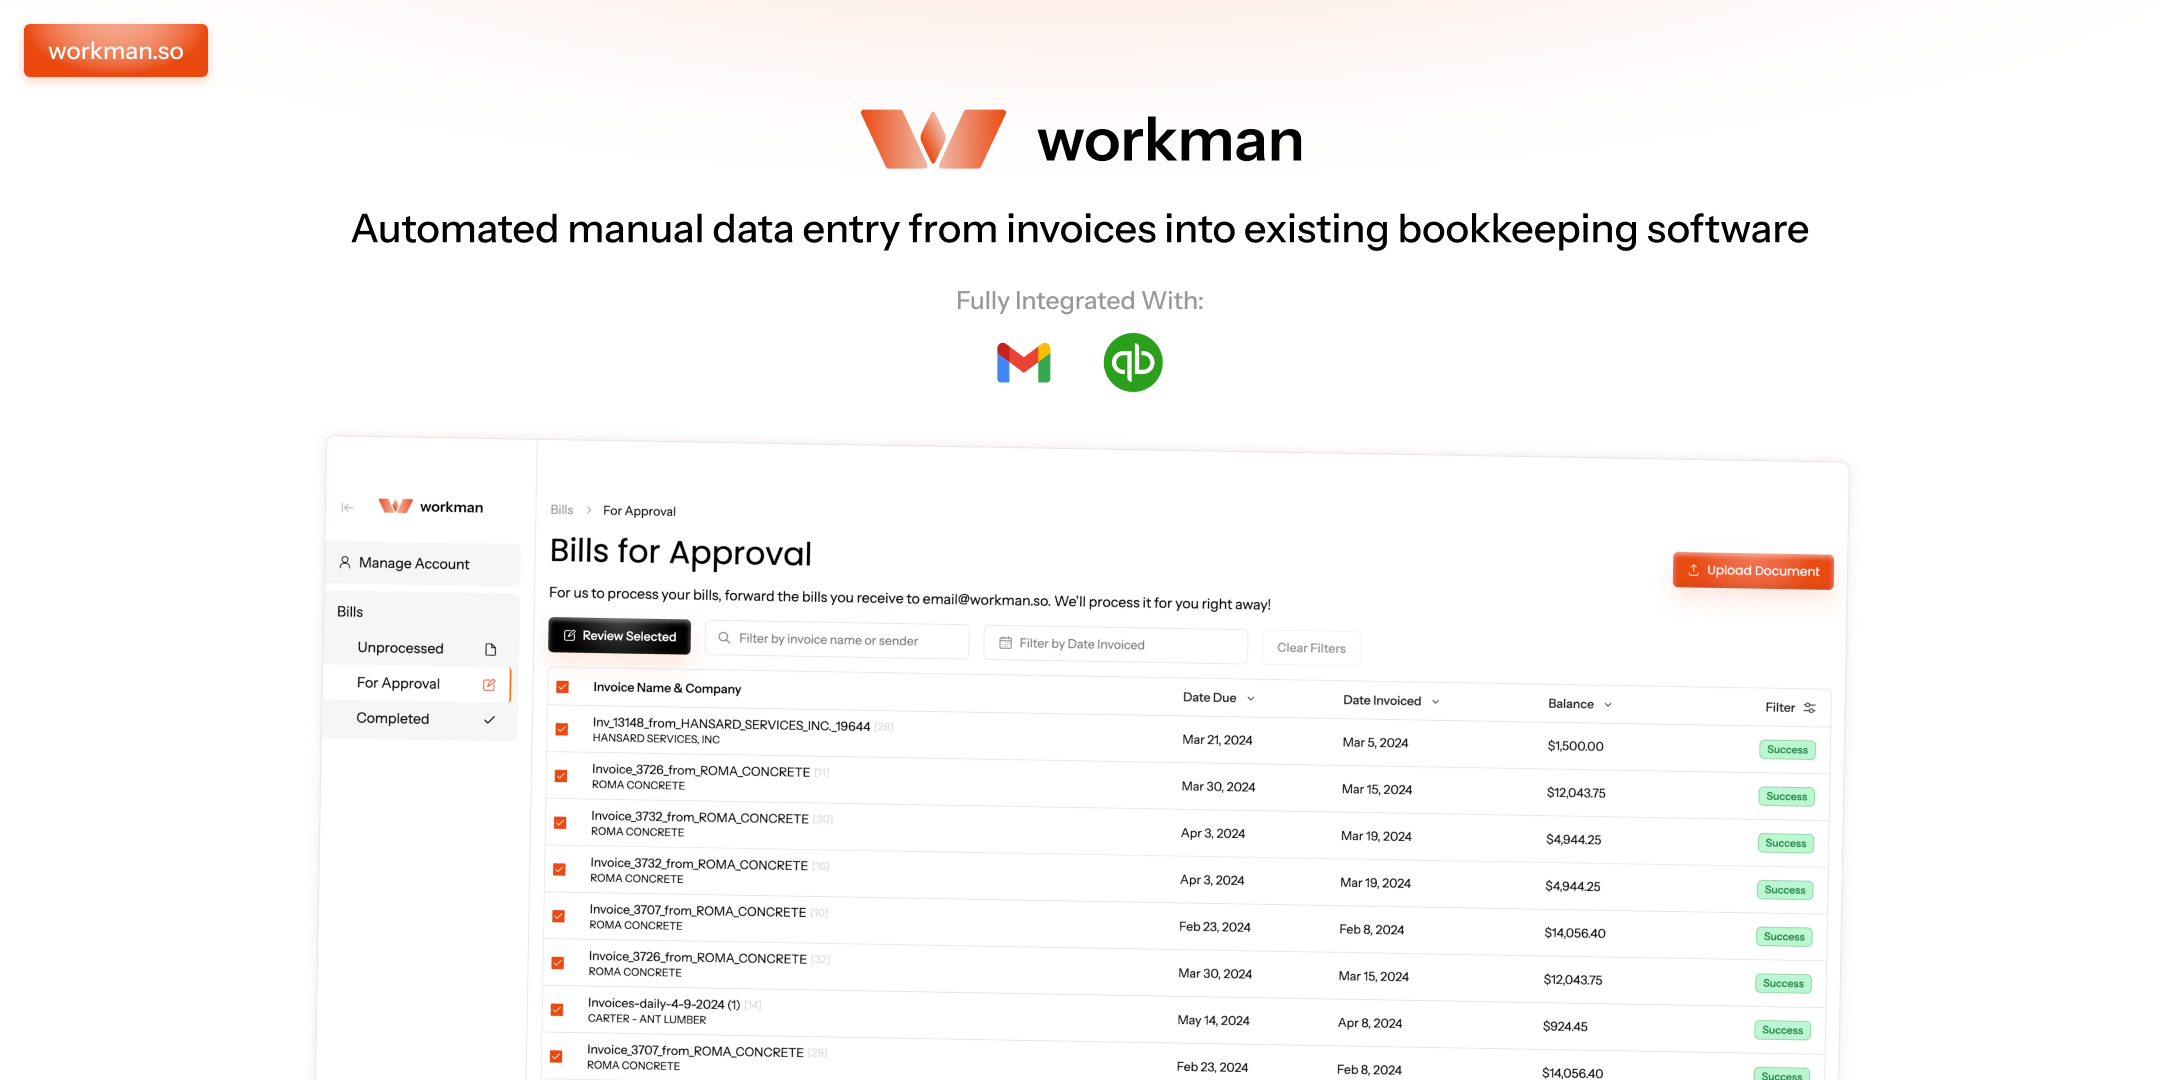 workman.so
workman
Automated manual data entry from invoices into existing bookkeeping software
Fully Integrated With:
qb
workman
Manage Account
Bills
Unprocessed
For Approval
Completed
Bills > For Approval
Bills for Approval
Upload Document
For us to process your bills, forward the bills you receive to email@workman.so. We'll process it for you right away!
Review Selected Filter by invoice name or sender Filter by Date Invoiced Clear Filters
Invoice Name & Company Date Due Date Invoiced Balance Filter
Inv_13148_from_HANSARD_SERVICES_INC._19644 [28]
HANSARD SERVICES, INC
Mar 21, 2024 Mar 5, 2024 $1,500.00 Success
Invoice_3726_from_ROMA_CONCRETE [11]
ROMA CONCRETE
Mar 30, 2024 Mar 15, 2024 $12,043.75 Success
Invoice_3732_from_ROMA_CONCRETE [30]
ROMA CONCRETE
Apr 3, 2024 Mar 19, 2024 $4,944.25 Success
Invoice_3732_from_ROMA_CONCRETE [16]
ROMA CONCRETE
Apr 3, 2024 Mar 19, 2024 $4,944.25 Success
Invoice_3707_from_ROMA_CONCRETE [10]
ROMA CONCRETE
Feb 23, 2024 Feb 8, 2024 $14,056.40 Success
Invoice_3726_from_ROMA_CONCRETE [32]
ROMA CONCRETE
Mar 30, 2024 Mar 15, 2024 $12,043.75 Success
Invoices-daily-4-9-2024 (1) [14]
CARTER - ANT LUMBER
May 14, 2024 Apr 8, 2024 $924.45 Success
Invoice_3707_from_ROMA_CONCRETE [29]
ROMA CONCRETE
Feb 23, 2024 Feb 8, 2024 $14,056.40 Success